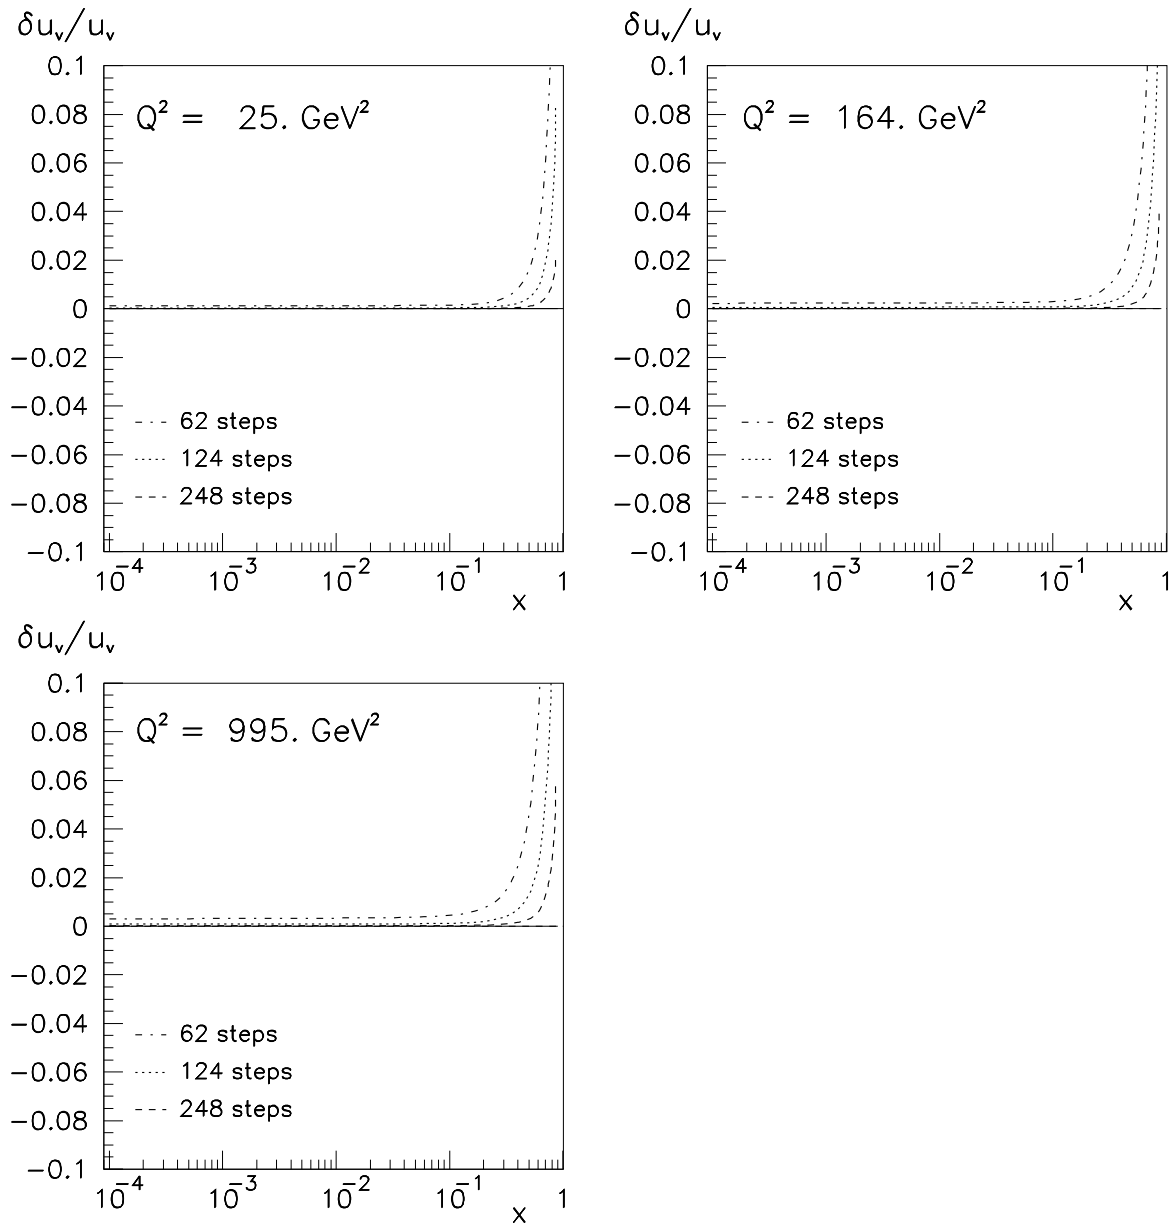 δuᵥ/uᵥ
Q² = 25. GeV²
0.1
0.08
0.06
0.04
0.02
0
−0.02
−0.04
−0.06
−0.08
−0.1
62 steps
124 steps
248 steps
10⁻⁴ 10⁻³ 10⁻² 10⁻¹ 1
x
δuᵥ/uᵥ
Q² = 164. GeV²
0.1
0.08
0.06
0.04
0.02
0
−0.02
−0.04
−0.06
−0.08
−0.1
62 steps
124 steps
248 steps
10⁻⁴ 10⁻³ 10⁻² 10⁻¹ 1
x
δuᵥ/uᵥ
Q² = 995. GeV²
0.1
0.08
0.06
0.04
0.02
0
−0.02
−0.04
−0.06
−0.08
−0.1
62 steps
124 steps
248 steps
10⁻⁴ 10⁻³ 10⁻² 10⁻¹ 1
x